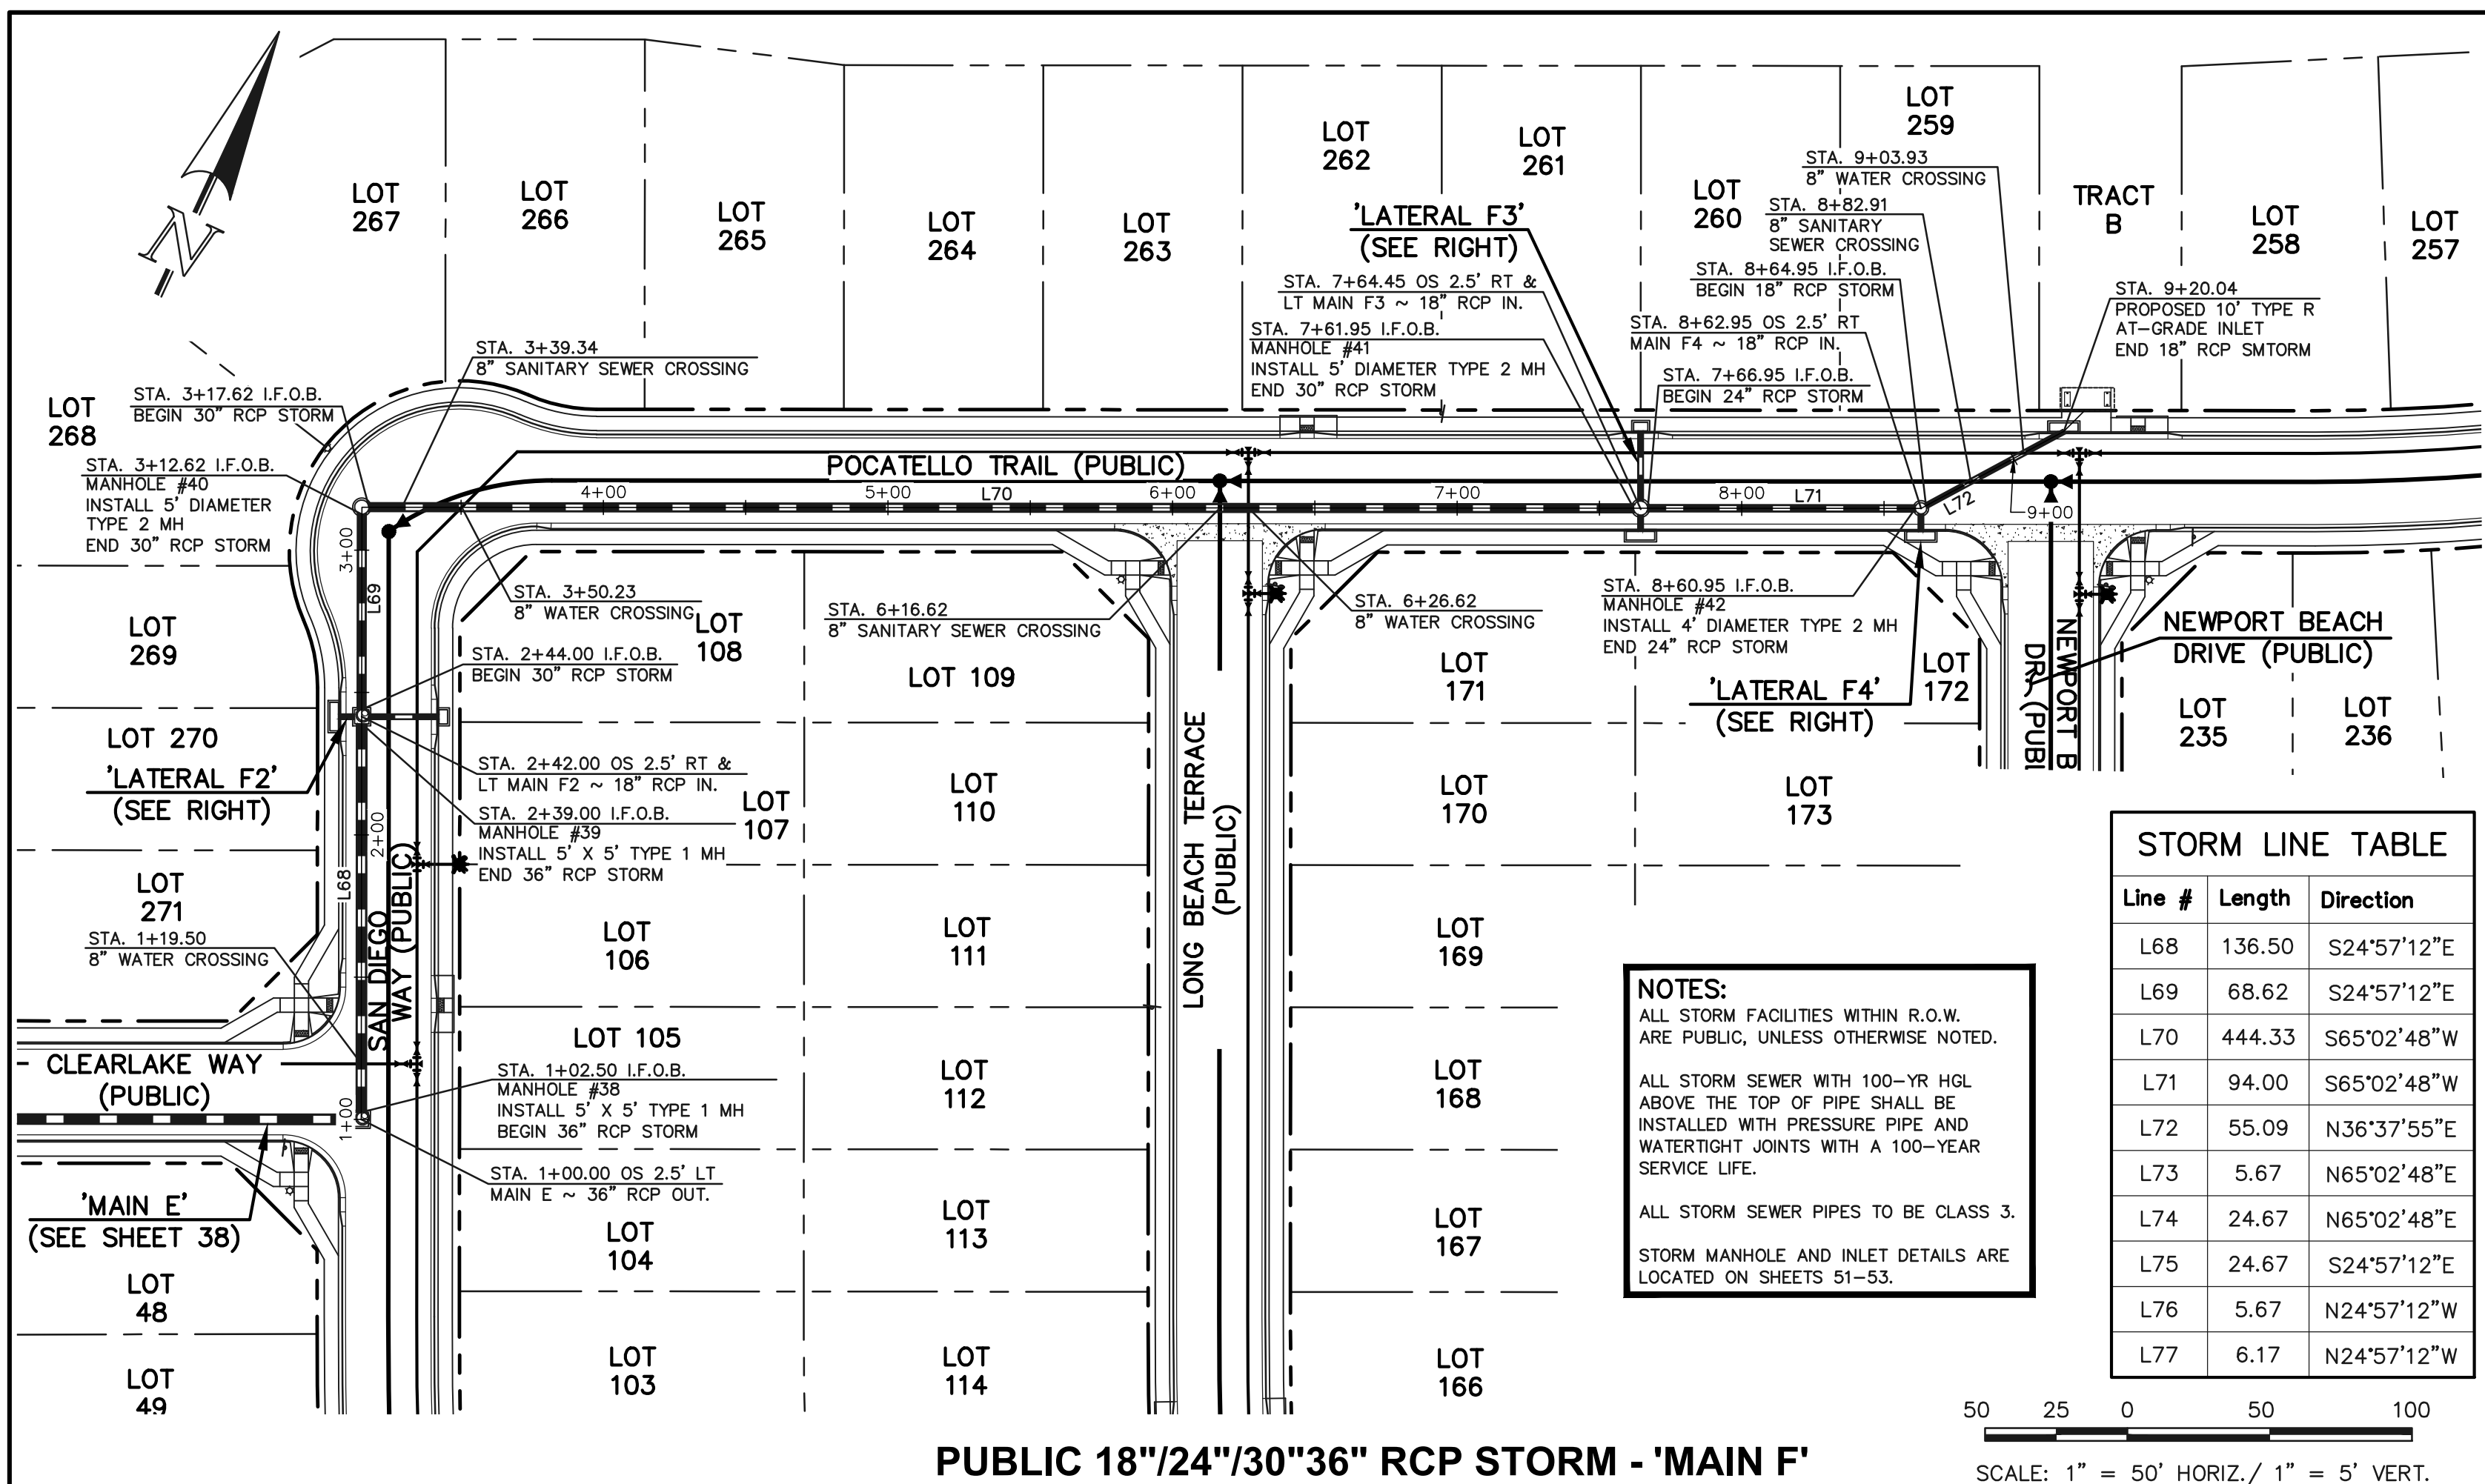 N
LOT
267
LOT
266
LOT
265
LOT
264
LOT
263
LOT
262
LOT
261
LOT
260
LOT
259
TRACT
B
LOT
258
LOT
257
'LATERAL F3'
(SEE RIGHT)
STA. 9+03.93
8" WATER CROSSING
STA. 8+82.91
8" SANITARY
SEWER CROSSING
STA. 8+64.95 I.F.O.B.
BEGIN 18" RCP STORM
STA. 8+62.95 OS 2.5' RT
MAIN F4 ~ 18" RCP IN.
STA. 7+66.95 I.F.O.B.
BEGIN 24" RCP STORM
STA. 9+20.04
PROPOSED 10' TYPE R
AT-GRADE INLET
END 18" RCP SMTORM
STA. 7+64.45 OS 2.5' RT &
LT MAIN F3 ~ 18" RCP IN.
STA. 7+61.95 I.F.O.B.
MANHOLE #41
INSTALL 5' DIAMETER TYPE 2 MH
END 30" RCP STORM
STA. 3+39.34
8" SANITARY SEWER CROSSING
STA. 3+17.62 I.F.O.B.
BEGIN 30" RCP STORM
LOT
268
STA. 3+12.62 I.F.O.B.
MANHOLE #40
INSTALL 5' DIAMETER
TYPE 2 MH
END 30" RCP STORM
POCATELLO TRAIL (PUBLIC)
4+00
5+00
L70
6+00
7+00
8+00
L71
L72
9+00
3+00
L69
STA. 3+50.23
8" WATER CROSSING
LOT
108
STA. 6+16.62
8" SANITARY SEWER CROSSING
STA. 6+26.62
8" WATER CROSSING
STA. 8+60.95 I.F.O.B.
MANHOLE #42
INSTALL 4' DIAMETER TYPE 2 MH
END 24" RCP STORM
NEWPORT BEACH
DRIVE (PUBLIC)
NEWPORT B
DR. (PUBL
LOT
269
STA. 2+44.00 I.F.O.B.
BEGIN 30" RCP STORM
LOT 109
LOT
171
'LATERAL F4'
(SEE RIGHT)
LOT
172
LOT
235
LOT
236
LOT 270
'LATERAL F2'
(SEE RIGHT)
STA. 2+42.00 OS 2.5' RT &
LT MAIN F2 ~ 18" RCP IN.
STA. 2+39.00 I.F.O.B.
MANHOLE #39
INSTALL 5' X 5' TYPE 1 MH
END 36" RCP STORM
LOT
107
LOT
110
LONG BEACH TERRACE
(PUBLIC)
LOT
170
LOT
173
2+00
L68
SAN DIEGO
WAY (PUBLIC)
LOT
271
STA. 1+19.50
8" WATER CROSSING
LOT
106
LOT
111
LOT
169
CLEARLAKE WAY
(PUBLIC)
1+00
LOT 105
STA. 1+02.50 I.F.O.B.
MANHOLE #38
INSTALL 5' X 5' TYPE 1 MH
BEGIN 36" RCP STORM
STA. 1+00.00 OS 2.5' LT
MAIN E ~ 36" RCP OUT.
LOT
112
LOT
168
'MAIN E'
(SEE SHEET 38)
LOT
104
LOT
113
LOT
167
LOT
48
LOT
49
LOT
103
LOT
114
LOT
166
NOTES:
ALL STORM FACILITIES WITHIN R.O.W.
ARE PUBLIC, UNLESS OTHERWISE NOTED.
ALL STORM SEWER WITH 100-YR HGL
ABOVE THE TOP OF PIPE SHALL BE
INSTALLED WITH PRESSURE PIPE AND
WATERTIGHT JOINTS WITH A 100-YEAR
SERVICE LIFE.
ALL STORM SEWER PIPES TO BE CLASS 3.
STORM MANHOLE AND INLET DETAILS ARE
LOCATED ON SHEETS 51-53.
STORM LINE TABLE
Line # Length Direction
L68 136.50 S24°57'12"E
L69 68.62 S24°57'12"E
L70 444.33 S65°02'48"W
L71 94.00 S65°02'48"W
L72 55.09 N36°37'55"E
L73 5.67 N65°02'48"E
L74 24.67 N65°02'48"E
L75 24.67 S24°57'12"E
L76 5.67 N24°57'12"W
L77 6.17 N24°57'12"W
50 25 0 50 100
SCALE: 1" = 50' HORIZ./ 1" = 5' VERT.
PUBLIC 18"/24"/30"36" RCP STORM - 'MAIN F'